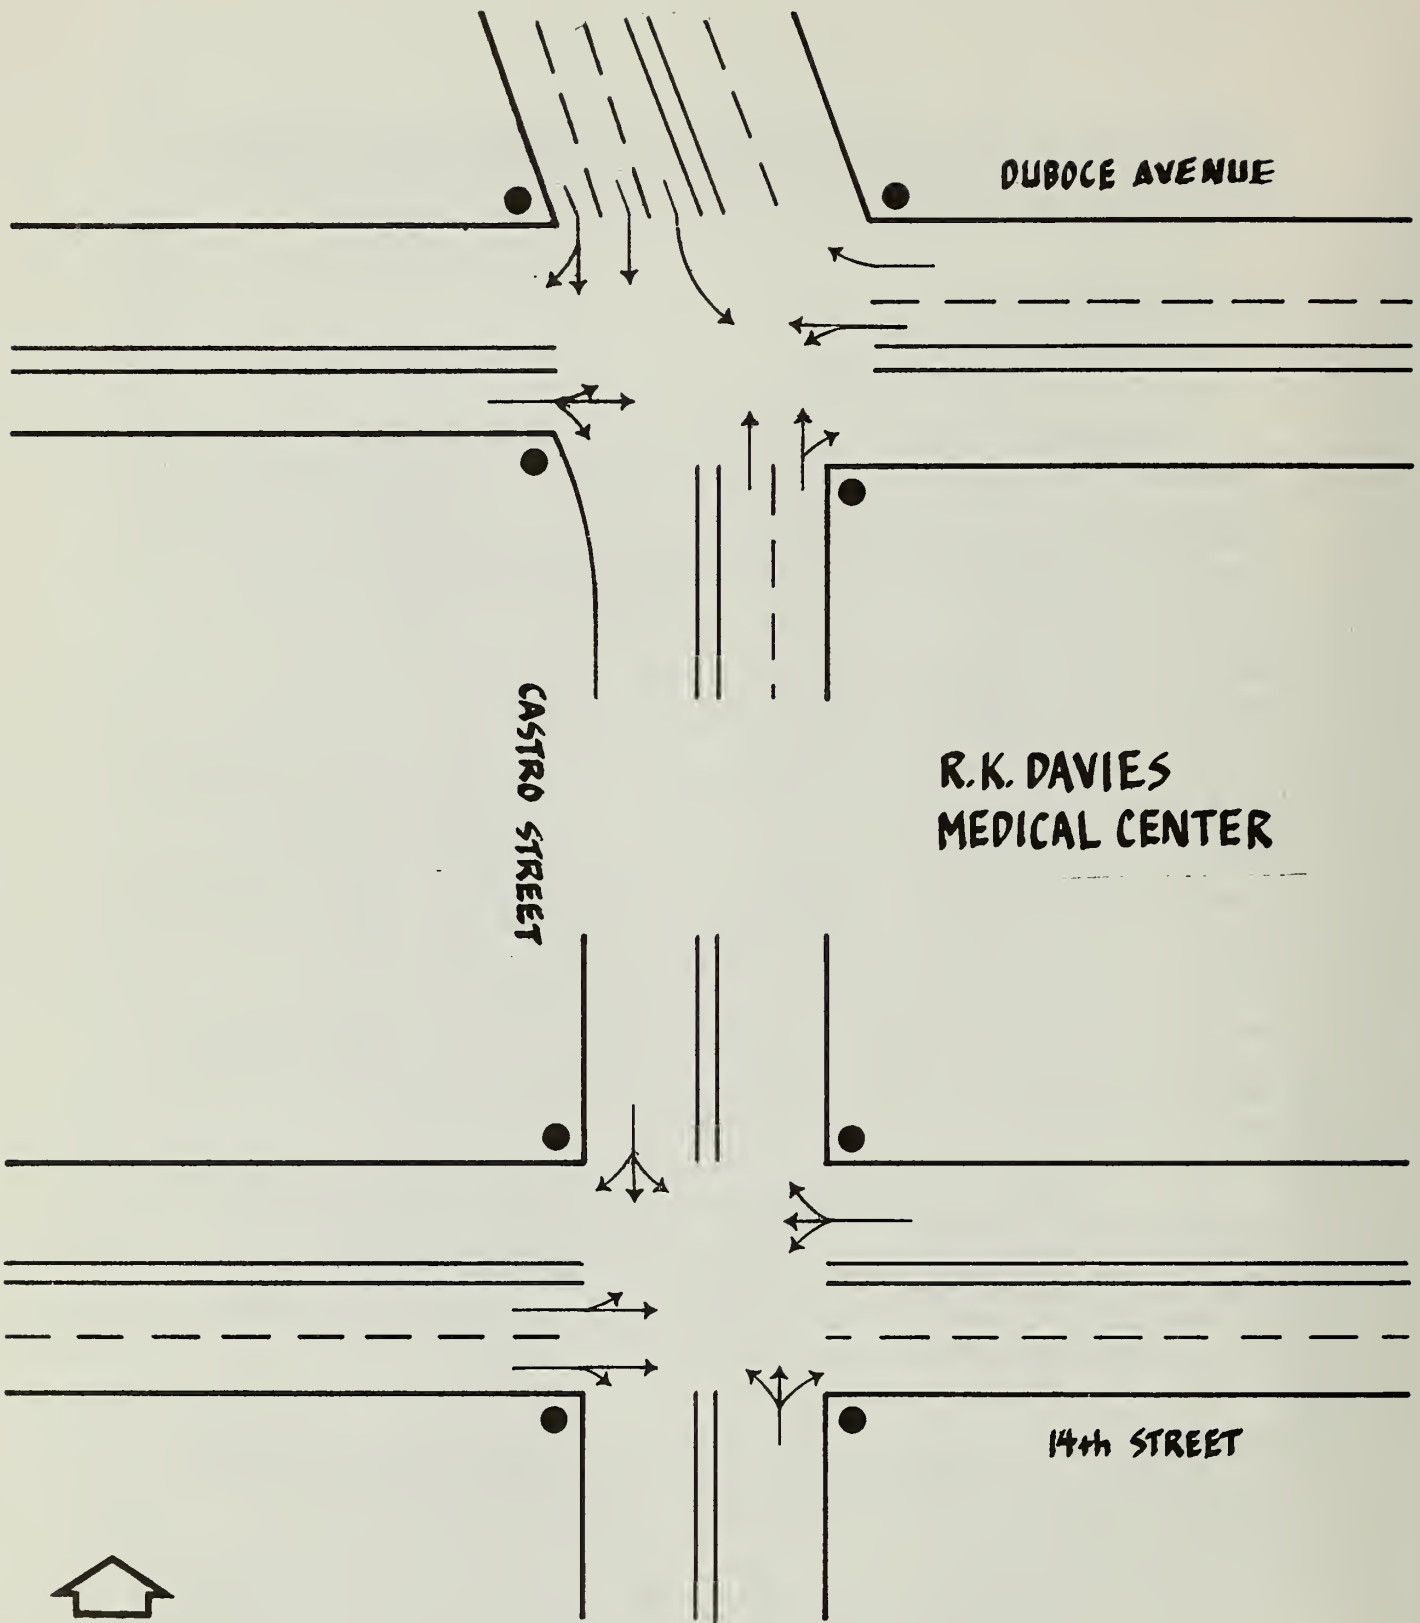 DUBOCE AVENUE
CASTRO STREET
R.K. DAVIES
MEDICAL CENTER
14th STREET